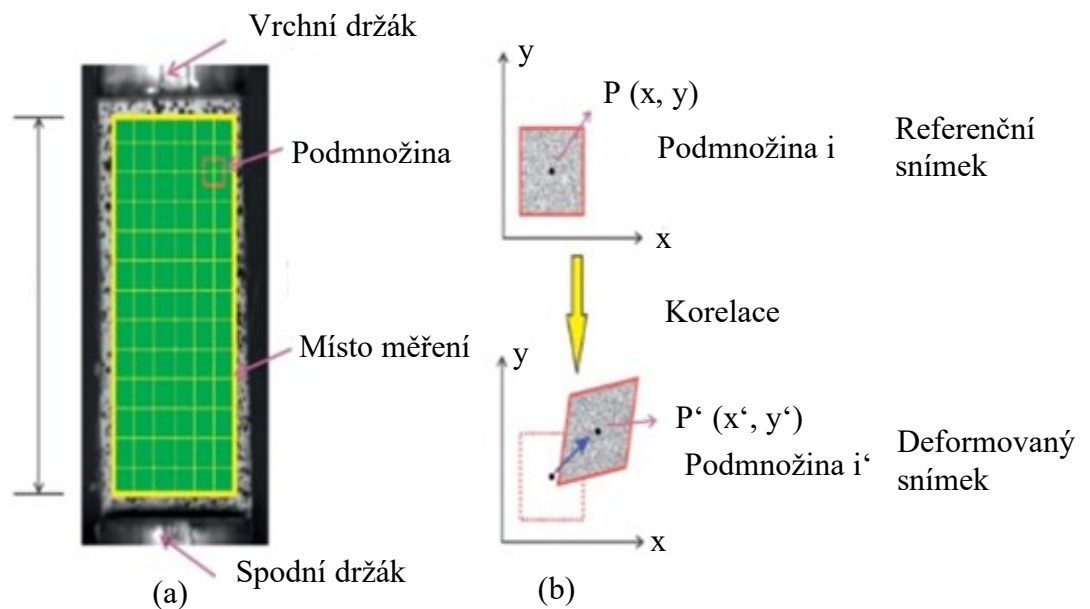 Vrchní držák
Podmnožina
Místo měření
Spodní držák
(a)
y
P (x, y)
Podmnožina i
Referenční
snímek
x
Korelace
y
P‘ (x‘, y‘)
Podmnožina i‘
Deformovaný
snímek
x
(b)